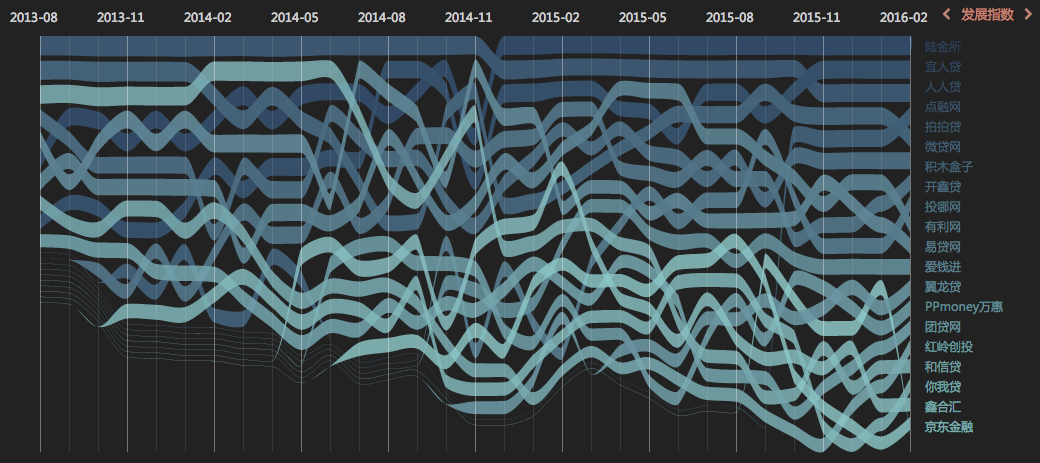 2013-08 2013-11 2014-02 2014-05 2014-08 2014-11 2015-02 2015-05 2015-08 2015-11 2016-02 发展指数
陆金所
宜人贷
人人贷
点融网
拍拍贷
微贷网
积木盒子
开鑫贷
投哪网
有利网
易贷网
爱钱进
翼龙贷
PPmoney万惠
团贷网
红岭创投
和信贷
你我贷
鑫合汇
京东金融